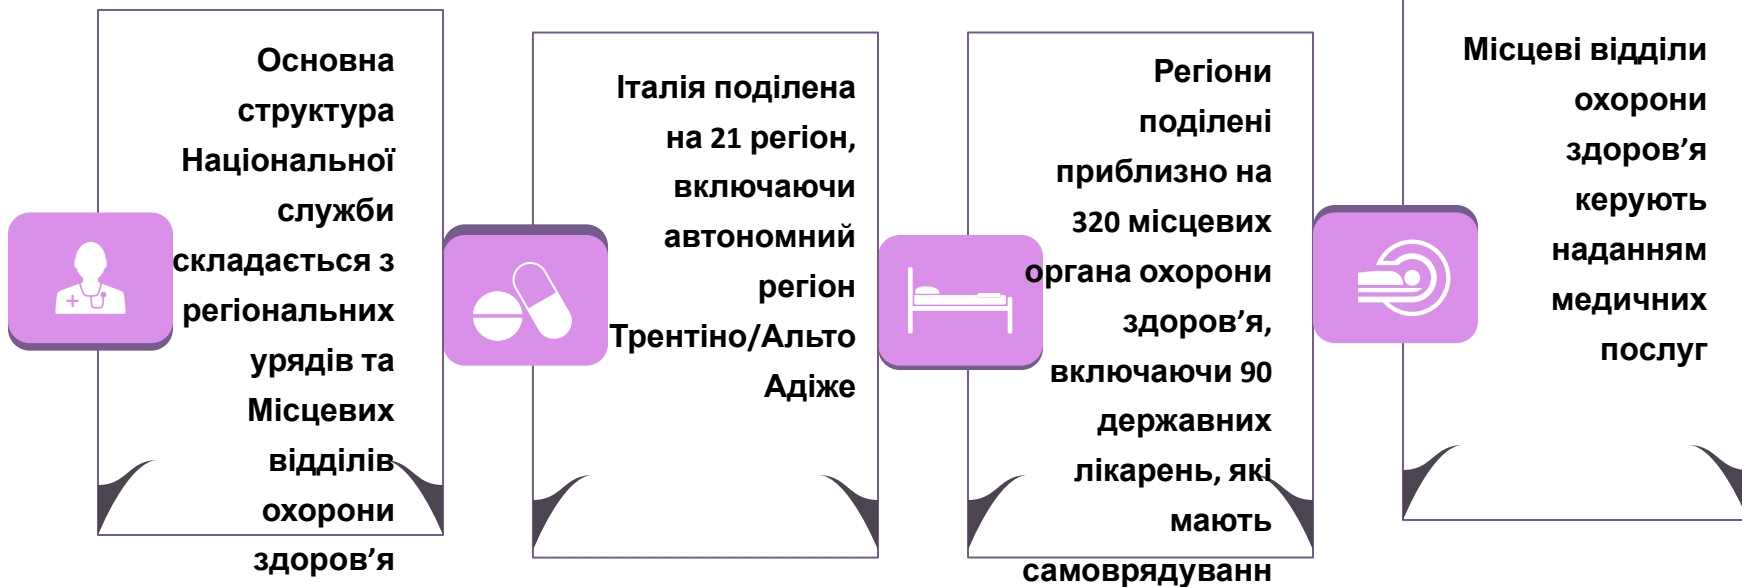 Основна
структура
Національної
служби
складається з
регіональних
урядів та
Місцевих
відділів
охорони
здоров’я
Італія поділена
на 21 регіон,
включаючи
автономний
регіон
Трентіно/Альто
Адіже
Регіони
поділені
приблизно на
320 місцевих
органа охорони
здоров’я,
включаючи 90
державних
лікарень, які
мають
самоврядуванн
Місцеві відділи
охорони
здоров’я
керують
наданням
медичних
послуг